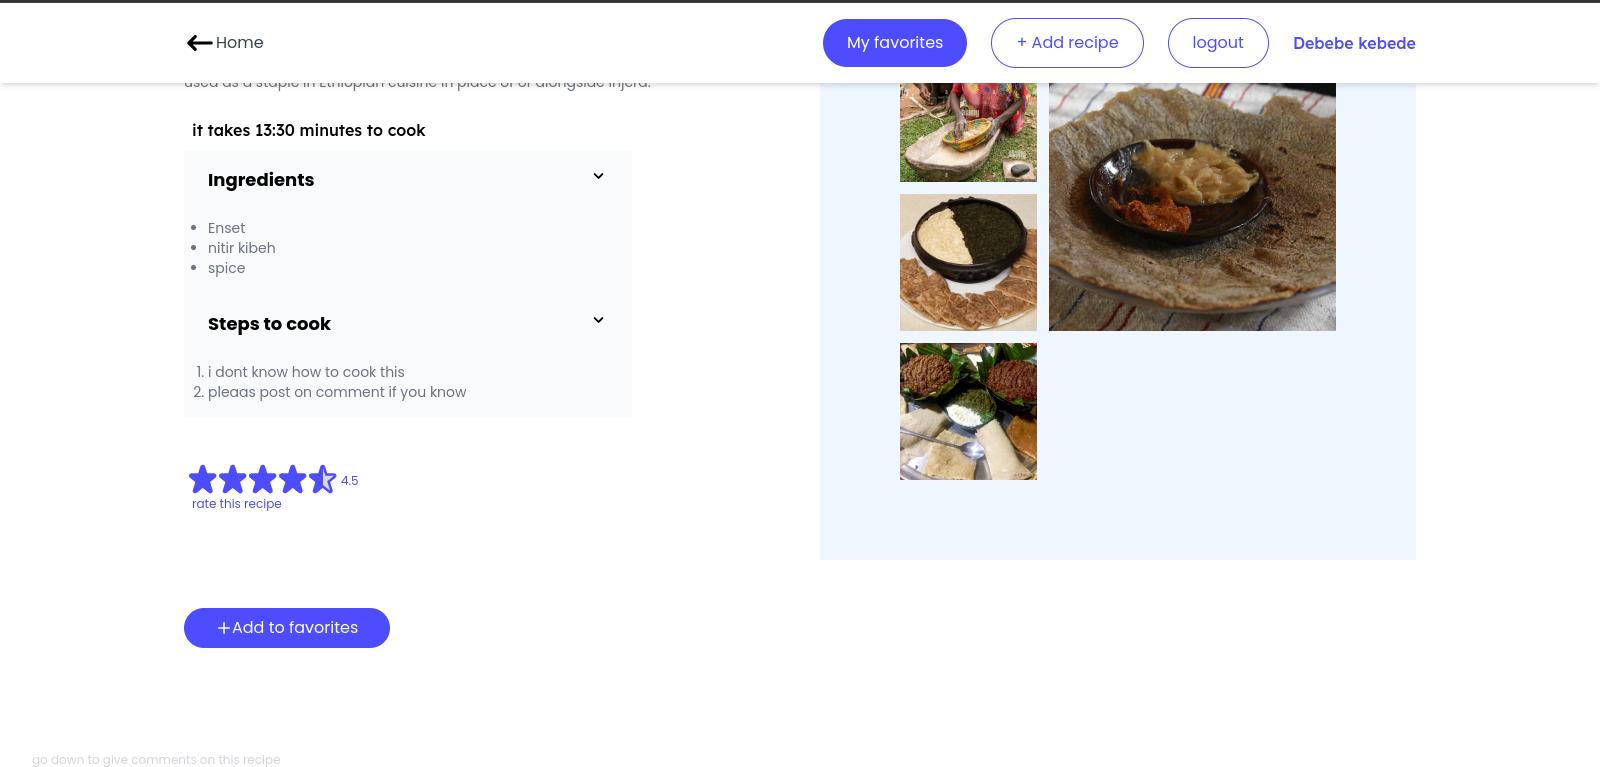 Home
My favorites
+ Add recipe
logout
Debebe kebede
used as a staple in Ethiopian cuisine in place of or alongside injera.
it takes 13:30 minutes to cook
Ingredients
Enset
nitir kibeh
spice
Steps to cook
1. i dont know how to cook this
2. pleaas post on comment if you know
4.5
rate this recipe
+Add to favorites
go down to give comments on this recipe